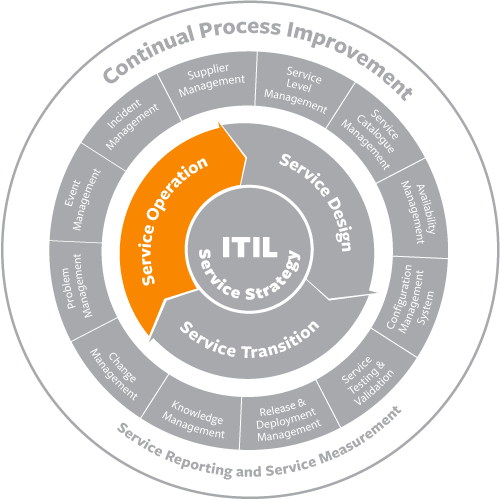 Continual Process Improvement
Supplier
Management
Service
Level
Management
Service
Catalogue
Management
Availability
Management
Configuration
Management
System
Service
Testing &
Validation
Release &
Deployment
Management
Knowledge
Management
Change
Management
Problem
Management
Event
Management
Incident
Management
Service Operation
Service Design
Service Transition
ITIL
Service Strategy
Service Reporting and Service Measurement